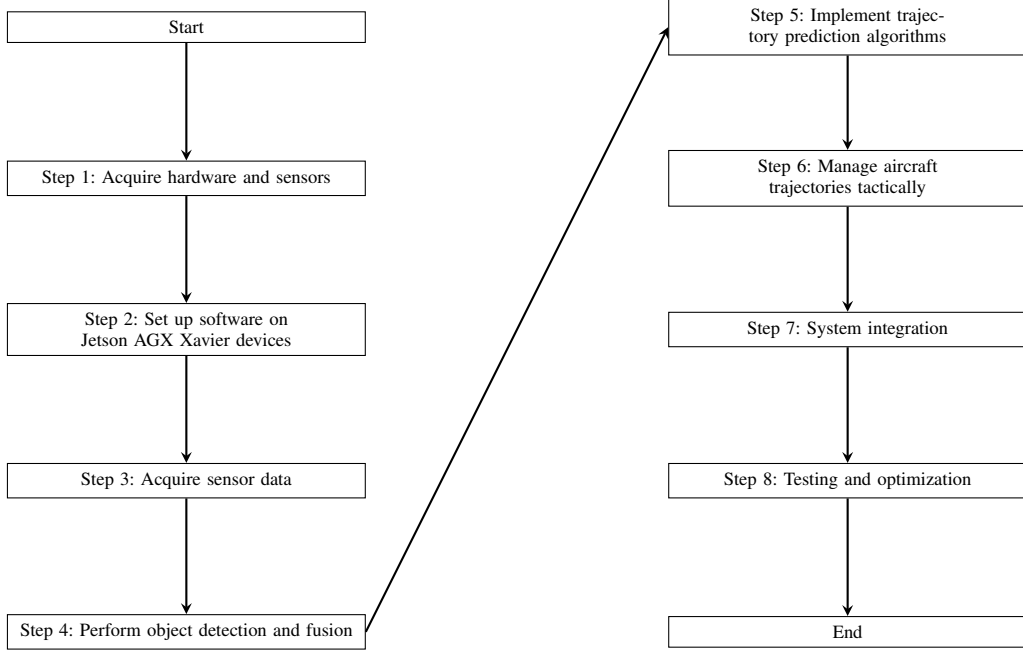 Start
Step 1: Acquire hardware and sensors
Step 2: Set up software on
Jetson AGX Xavier devices
Step 3: Acquire sensor data
Step 4: Perform object detection and fusion
Step 5: Implement trajec-
tory prediction algorithms
Step 6: Manage aircraft
trajectories tactically
Step 7: System integration
Step 8: Testing and optimization
End